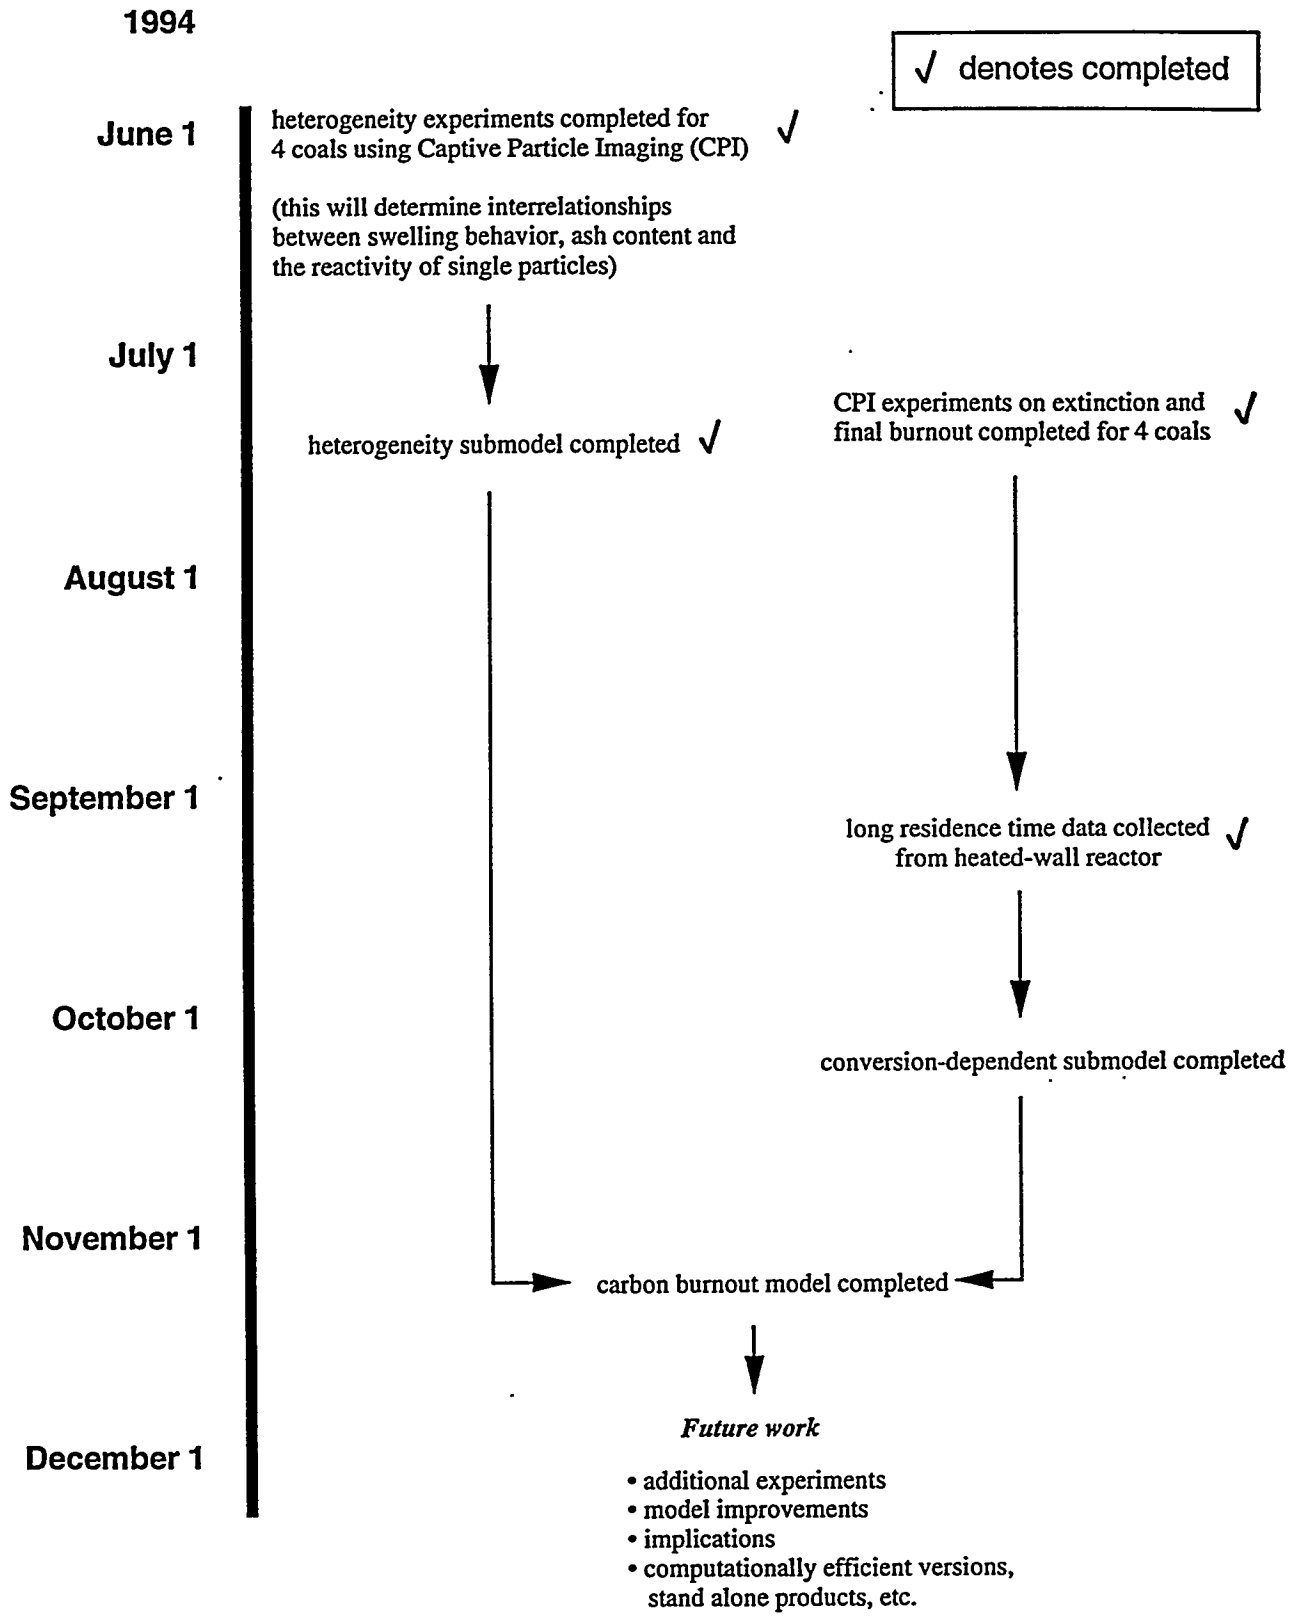 1994
√ denotes completed
June 1
heterogeneity experiments completed for
4 coals using Captive Particle Imaging (CPI) √
(this will determine interrelationships
between swelling behavior, ash content and
the reactivity of single particles)
July 1
heterogeneity submodel completed √
CPI experiments on extinction and
final burnout completed for 4 coals √
August 1
September 1
long residence time data collected
from heated-wall reactor √
October 1
conversion-dependent submodel completed
November 1
carbon burnout model completed
Future work
December 1
• additional experiments
• model improvements
• implications
• computationally efficient versions,
stand alone products, etc.